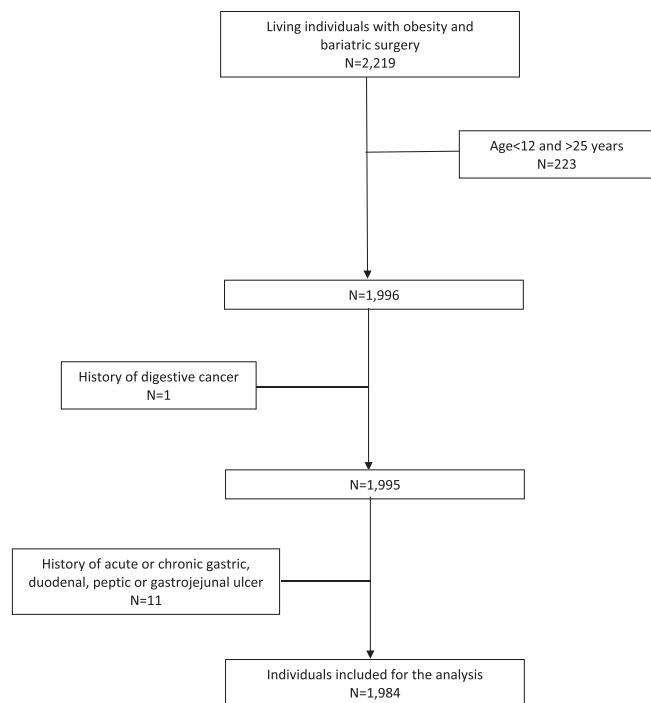 Living individuals with obesity and
bariatric surgery
N=2,219
Age<12 and >25 years
N=223
N=1,996
History of digestive cancer
N=1
N=1,995
History of acute or chronic gastric,
duodenal, peptic or gastrojejunal ulcer
N=11
Individuals included for the analysis
N=1,984